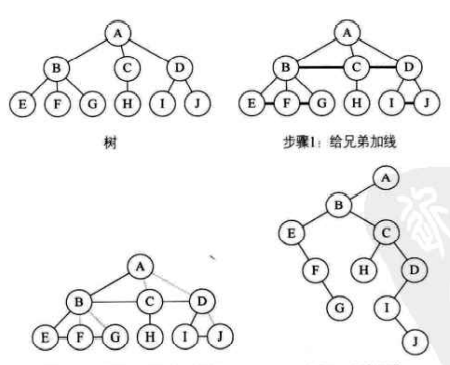 A
B C D
E F G H I J
树
A
B C D
E F G H I J
步骤1：给兄弟加线
A
B C D
E F G H I J
A
B
E C
F H D
G I
J